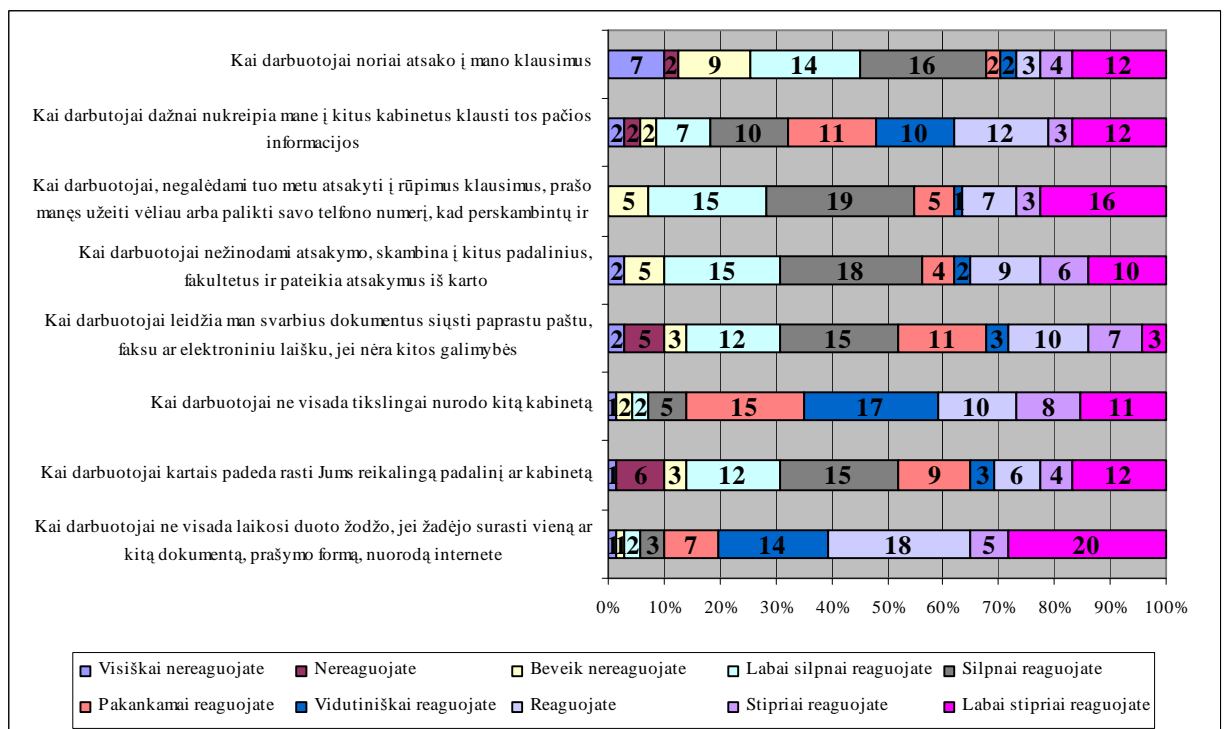 Kai darbuotojai noriai atsako į mano klausimus
7 2 9 14 16 2 2 3 4 12
Kai darbutojai dažnai nukreipia mane į kitus kabinetus klausti tos pačios
informacijos
2 2 2 7 10 11 10 12 3 12
Kai darbuotojai, negalėdami tuo metu atsakyti į rūpimus klausimus, prašo
manęs užeiti vėliau arba palikti savo telfono numerį, kad perskambintų ir
5 15 19 5 1 7 3 16
Kai darbuotojai nežinodami atsakymo, skambina į kitus padalinius,
fakultetus ir pateikia atsakymus iš karto
2 5 15 18 4 2 9 6 10
Kai darbuotojai leidžia man svarbius dokumentus siųsti paprastu paštu,
faksu ar elektroniniu laišku, jei nėra kitos galimybės
2 5 3 12 15 11 3 10 7 3
Kai darbuotojai ne visada tikslingai nurodo kitą kabinetą
1 2 2 5 15 17 10 8 11
Kai darbuotojai kartais padeda rasti Jums reikalingą padalinį ar kabinetą
1 6 3 12 15 9 3 6 4 12
Kai darbuotojai ne visada laikosi duoto žodžo, jei žadėjo surasti vieną ar
kitą dokumentą, prašymo formą, nuorodą internete
1 1 2 3 7 14 18 5 20
0% 10% 20% 30% 40% 50% 60% 70% 80% 90% 100%
Visiškai nereaguojate Nereaguojate Beveik nereaguojate Labai silpnai reaguojate Silpnai reaguojate
Pakankamai reaguojate Vidutiniškai reaguojate Reaguojate Stipriai reaguojate Labai stipriai reaguojate